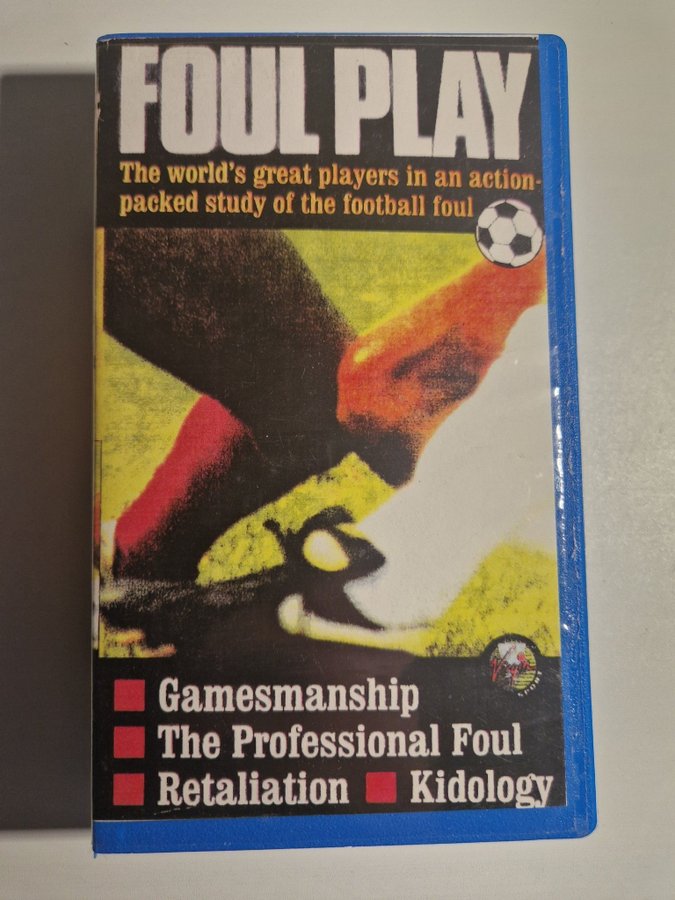 FOUL PLAY
The world's great players in an action-
packed study of the football foul
SPORT
Gamesmanship
The Professional Foul
Retaliation Kidology